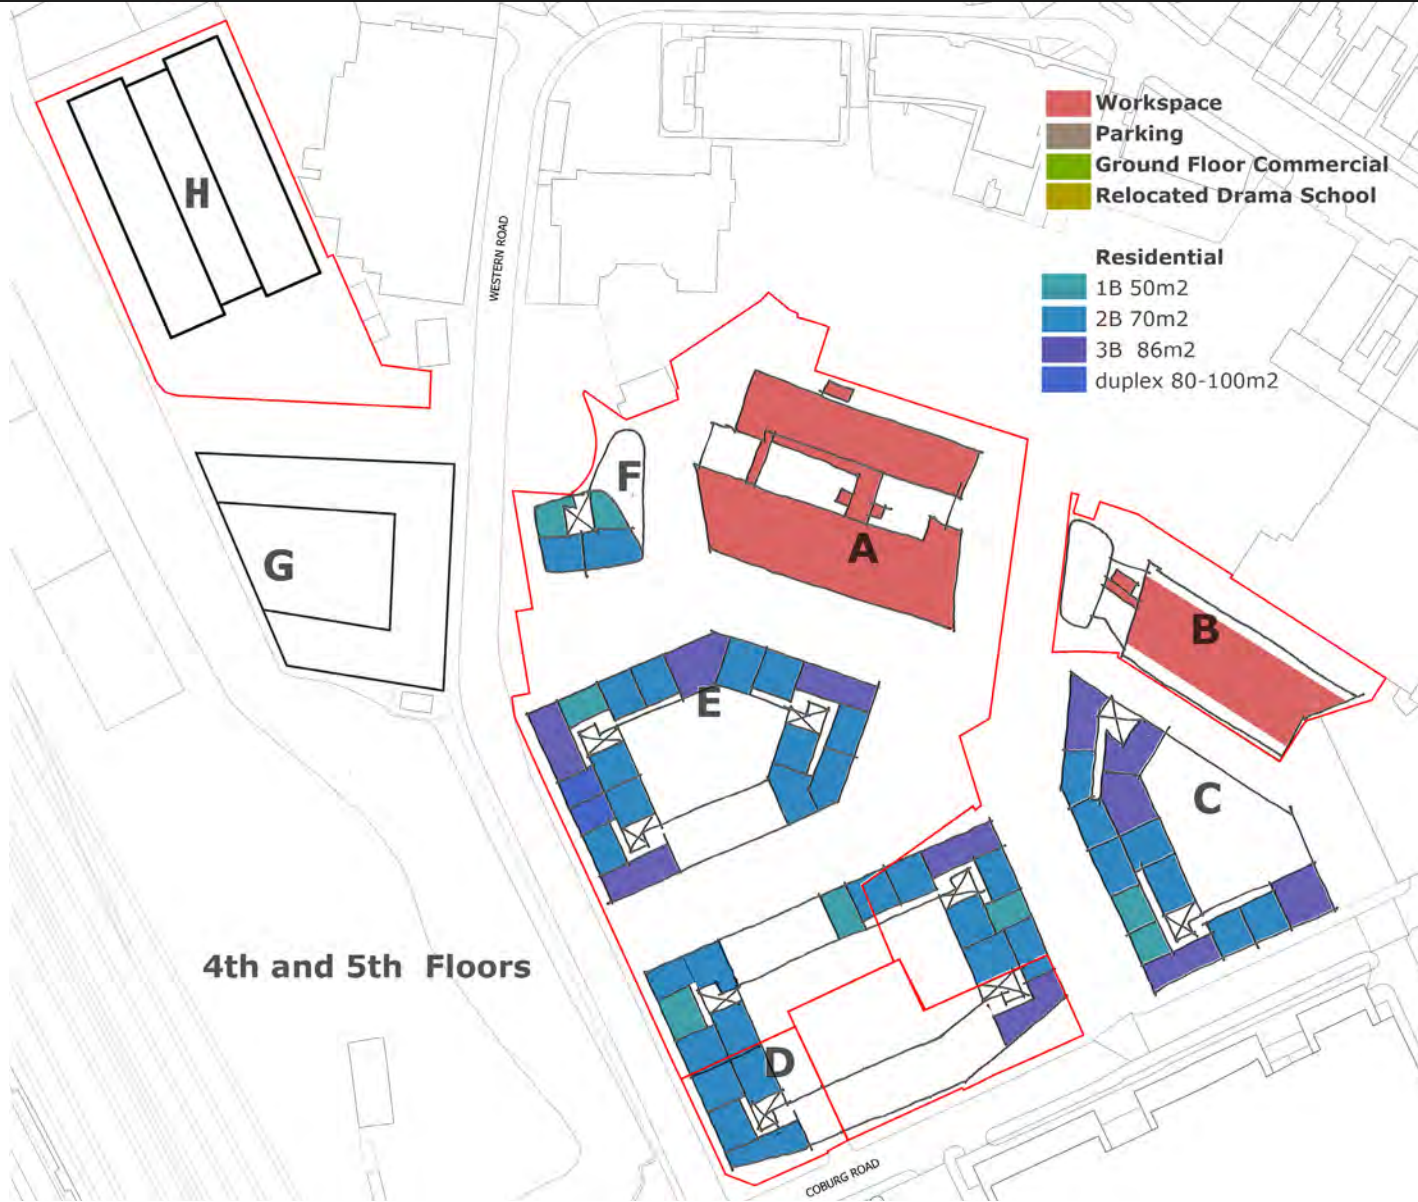 H
WESTERN ROAD
Workspace
Parking
Ground Floor Commercial
Relocated Drama School
Residential
1B 50m2
2B 70m2
3B 86m2
duplex 80-100m2
F
A
G
B
E
C
4th and 5th Floors
D
COBURG ROAD